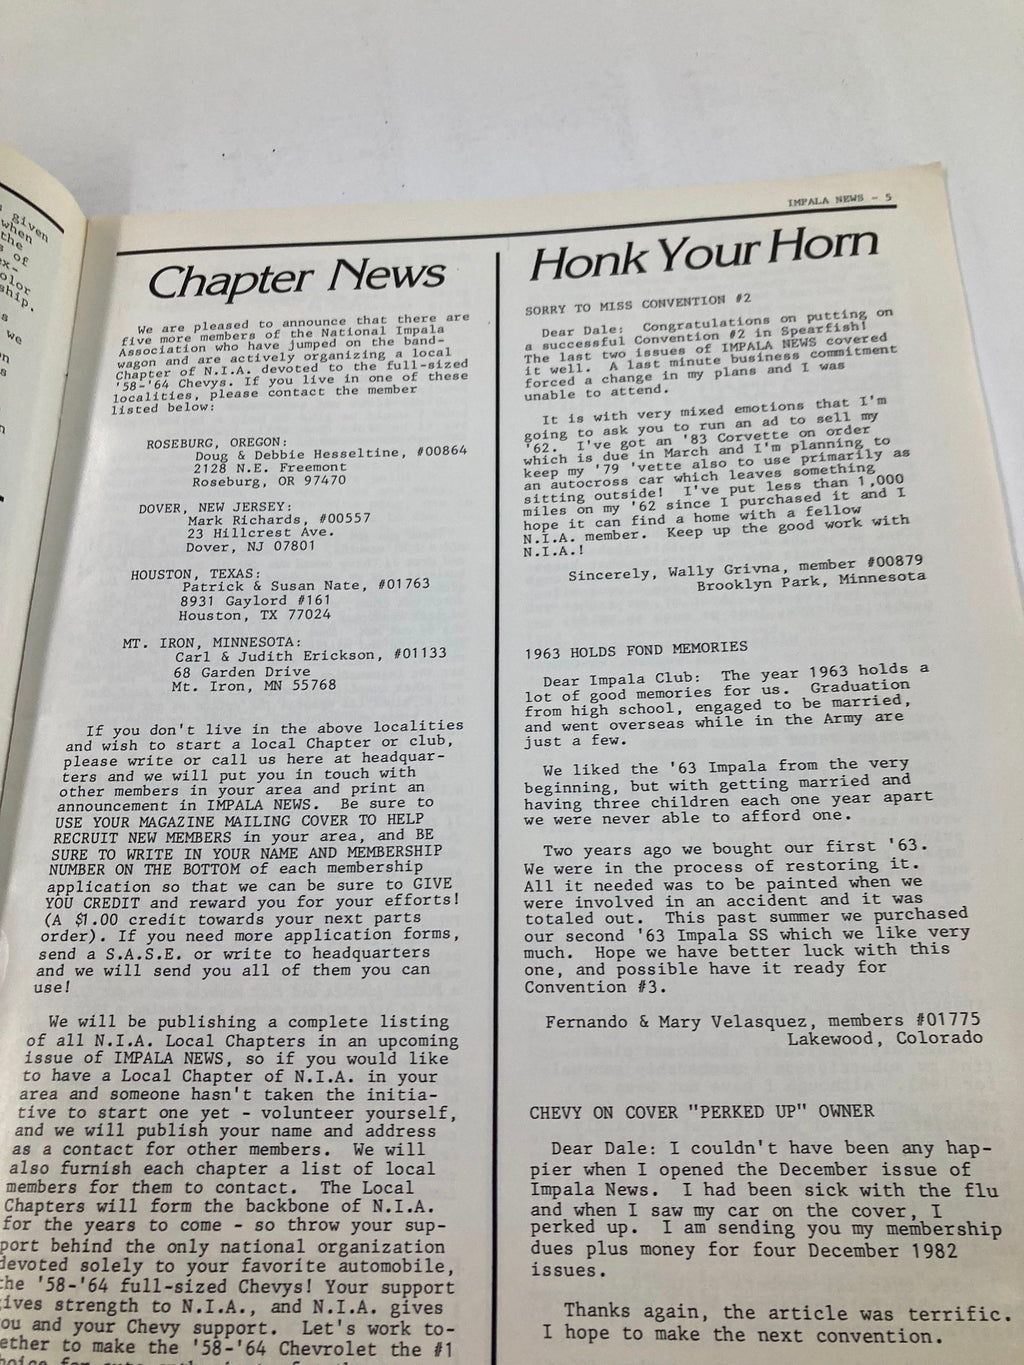 given
when
the
of
ex-
olor
ship.
s
we
IMPALA NEWS - 5
Chapter News
We are pleased to announce that there are
five more members of the National Impala
Association who have jumped on the band-
wagon and are actively organizing a local
Chapter of N.I.A. devoted to the full-sized
'58-'64 Chevys. If you live in one of these
localities, please contact the member
listed below:
ROSEBURG, OREGON:
Doug & Debbie Hesseltine, #00864
2128 N.E. Freemont
Roseburg, OR 97470
DOVER, NEW JERSEY:
Mark Richards, #00557
23 Hillcrest Ave.
Dover, NJ 07801
HOUSTON, TEXAS:
Patrick & Susan Nate, #01763
8931 Gaylord #161
Houston, TX 77024
MT. IRON, MINNESOTA:
Carl & Judith Erickson, #01133
68 Garden Drive
Mt. Iron, MN 55768
If you don't live in the above localities
and wish to start a local Chapter or club,
please write or call us here at headquar-
ters and we will put you in touch with
other members in your area and print an
announcement in IMPALA NEWS. Be sure to
USE YOUR MAGAZINE MAILING COVER TO HELP
RECRUIT NEW MEMBERS in your area, and BE
SURE TO WRITE IN YOUR NAME AND MEMBERSHIP
NUMBER ON THE BOTTOM of each membership
application so that we can be sure to GIVE
YOU CREDIT and reward you for your efforts!
(A $1.00 credit towards your next parts
order). If you need more application forms,
send a S.A.S.E. or write to headquarters
and we will send you all of them you can
use!
We will be publishing a complete listing
of all N.I.A. Local Chapters in an upcoming
issue of IMPALA NEWS, so if you would like
to have a Local Chapter of N.I.A. in your
area and someone hasn't taken the initia-
tive to start one yet - volunteer yourself,
and we will publish your name and address
as a contact for other members. We will
also furnish each chapter a list of local
members for them to contact. The Local
Chapters will form the backbone of N.I.A.
for the years to come - so throw your sup-
port behind the only national organization
devoted solely to your favorite automobile,
the '58-'64 full-sized Chevys! Your support
ives strength to N.I.A., and N.I.A. gives
ou and your Chevy support. Let's work to-
ether to make the '58-'64 Chevrolet the #1
Honk Your Horn
SORRY TO MISS CONVENTION #2
Dear Dale: Congratulations on putting on
a successful Convention #2 in Spearfish!
The last two issues of IMPALA NEWS covered
it well. A last minute business commitment
forced a change in my plans and I was
unable to attend.
It is with very mixed emotions that I'm
going to ask you to run an ad to sell my
'62. I've got an '83 Corvette on order
which is due in March and I'm planning to
keep my '79 'vette also to use primarily as
an autocross car which leaves something
sitting outside! I've put less than 1,000
miles on my '62 since I purchased it and I
hope it can find a home with a fellow
N.I.A. member. Keep up the good work with
N.I.A.!
Sincerely, Wally Grivna, member #00879
Brooklyn Park, Minnesota
1963 HOLDS FOND MEMORIES
Dear Impala Club: The year 1963 holds a
lot of good memories for us. Graduation
from high school, engaged to be married,
and went overseas while in the Army are
just a few.
We liked the '63 Impala from the very
beginning, but with getting married and
having three children each one year apart
we were never able to afford one.
Two years ago we bought our first '63.
We were in the process of restoring it.
All it needed was to be painted when we
were involved in an accident and it was
totaled out. This past summer we purchased
our second '63 Impala SS which we like very
much. Hope we have better luck with this
one, and possible have it ready for
Convention #3.
Fernando & Mary Velasquez, members #01775
Lakewood, Colorado
CHEVY ON COVER "PERKED UP" OWNER
Dear Dale: I couldn't have been any hap-
pier when I opened the December issue of
Impala News. I had been sick with the flu
and when I saw my car on the cover, I
perked up. I am sending you my membership
dues plus money for four December 1982
issues.
Thanks again, the article was terrific.
I hope to make the next convention.